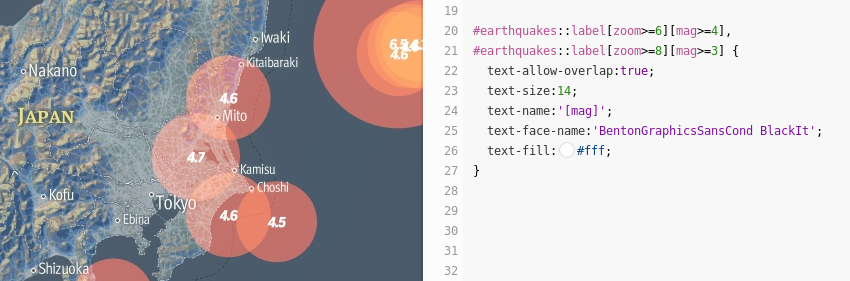 Iwaki
Kitaibaraki
Nakano
4.6
4.6
JAPAN
Mito
4.7
Kamisu
Choshi
Kofu
Tokyo
Ebina
4.6
4.5
Shizuoka
19
20 #earthquakes::label[zoom>=6][mag>=4],
21 #earthquakes::label[zoom>=8][mag>=3] {
22 text-allow-overlap:true;
23 text-size:14;
24 text-name:'[mag]';
25 text-face-name:'BentonGraphicsSansCond BlackIt';
26 text-fill: #fff;
27 }
28
29
30
31
32